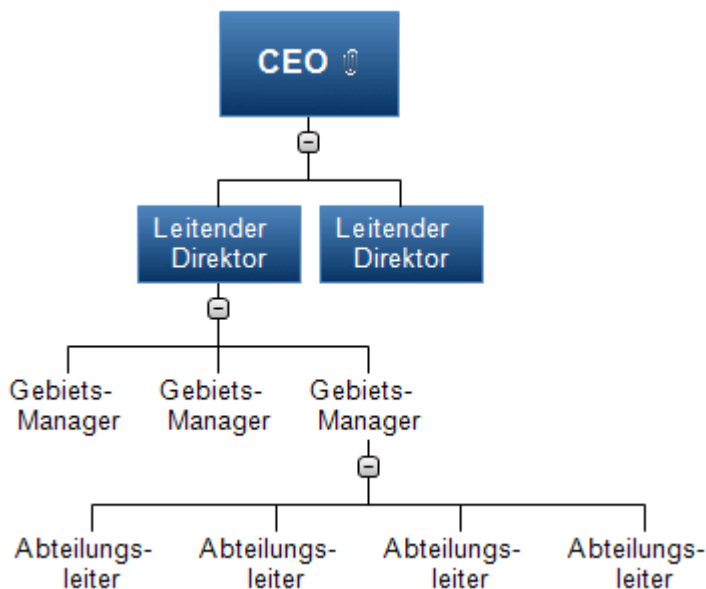 CEO
Leitender
Direktor
Leitender
Direktor
Gebiets-
Manager
Gebiets-
Manager
Gebiets-
Manager
Abteilungs-
leiter
Abteilungs-
leiter
Abteilungs-
leiter
Abteilungs-
leiter